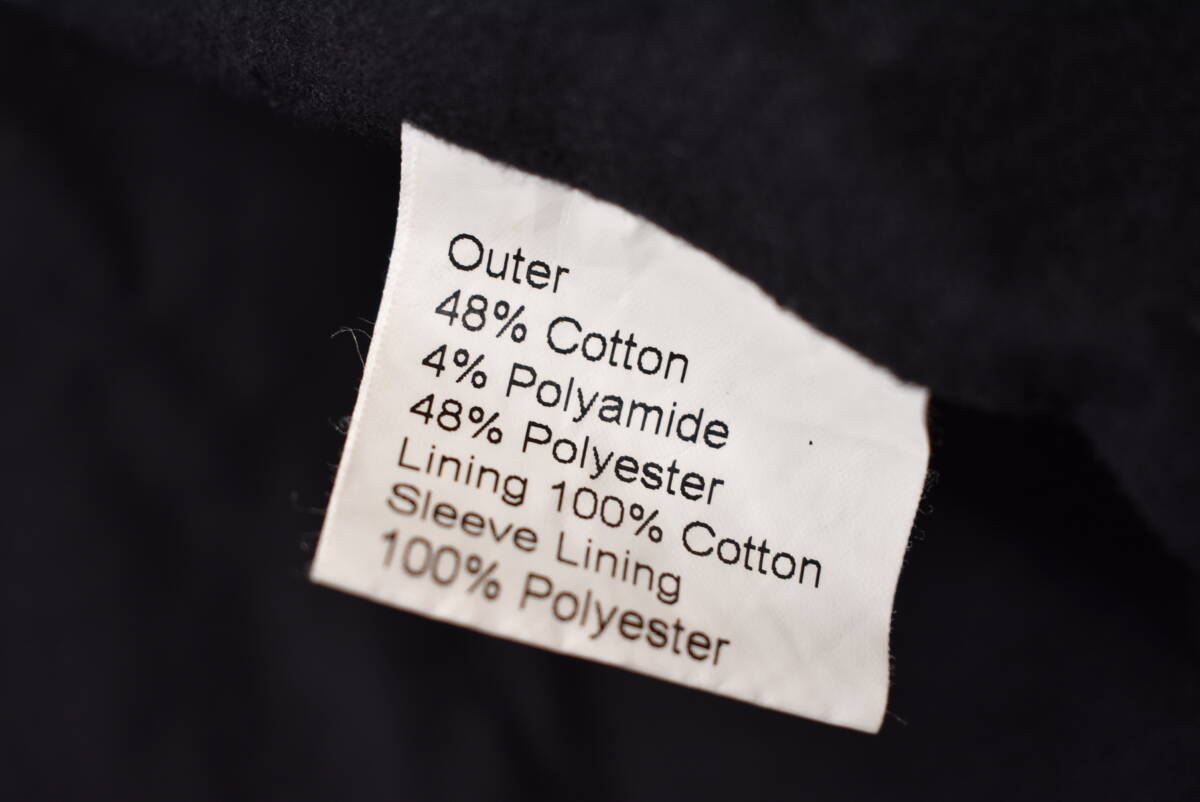 Outer
48% Cotton
4% Polyamide
48% Polyester
Lining 100% Cotton
Sleeve Lining
100% Polyester